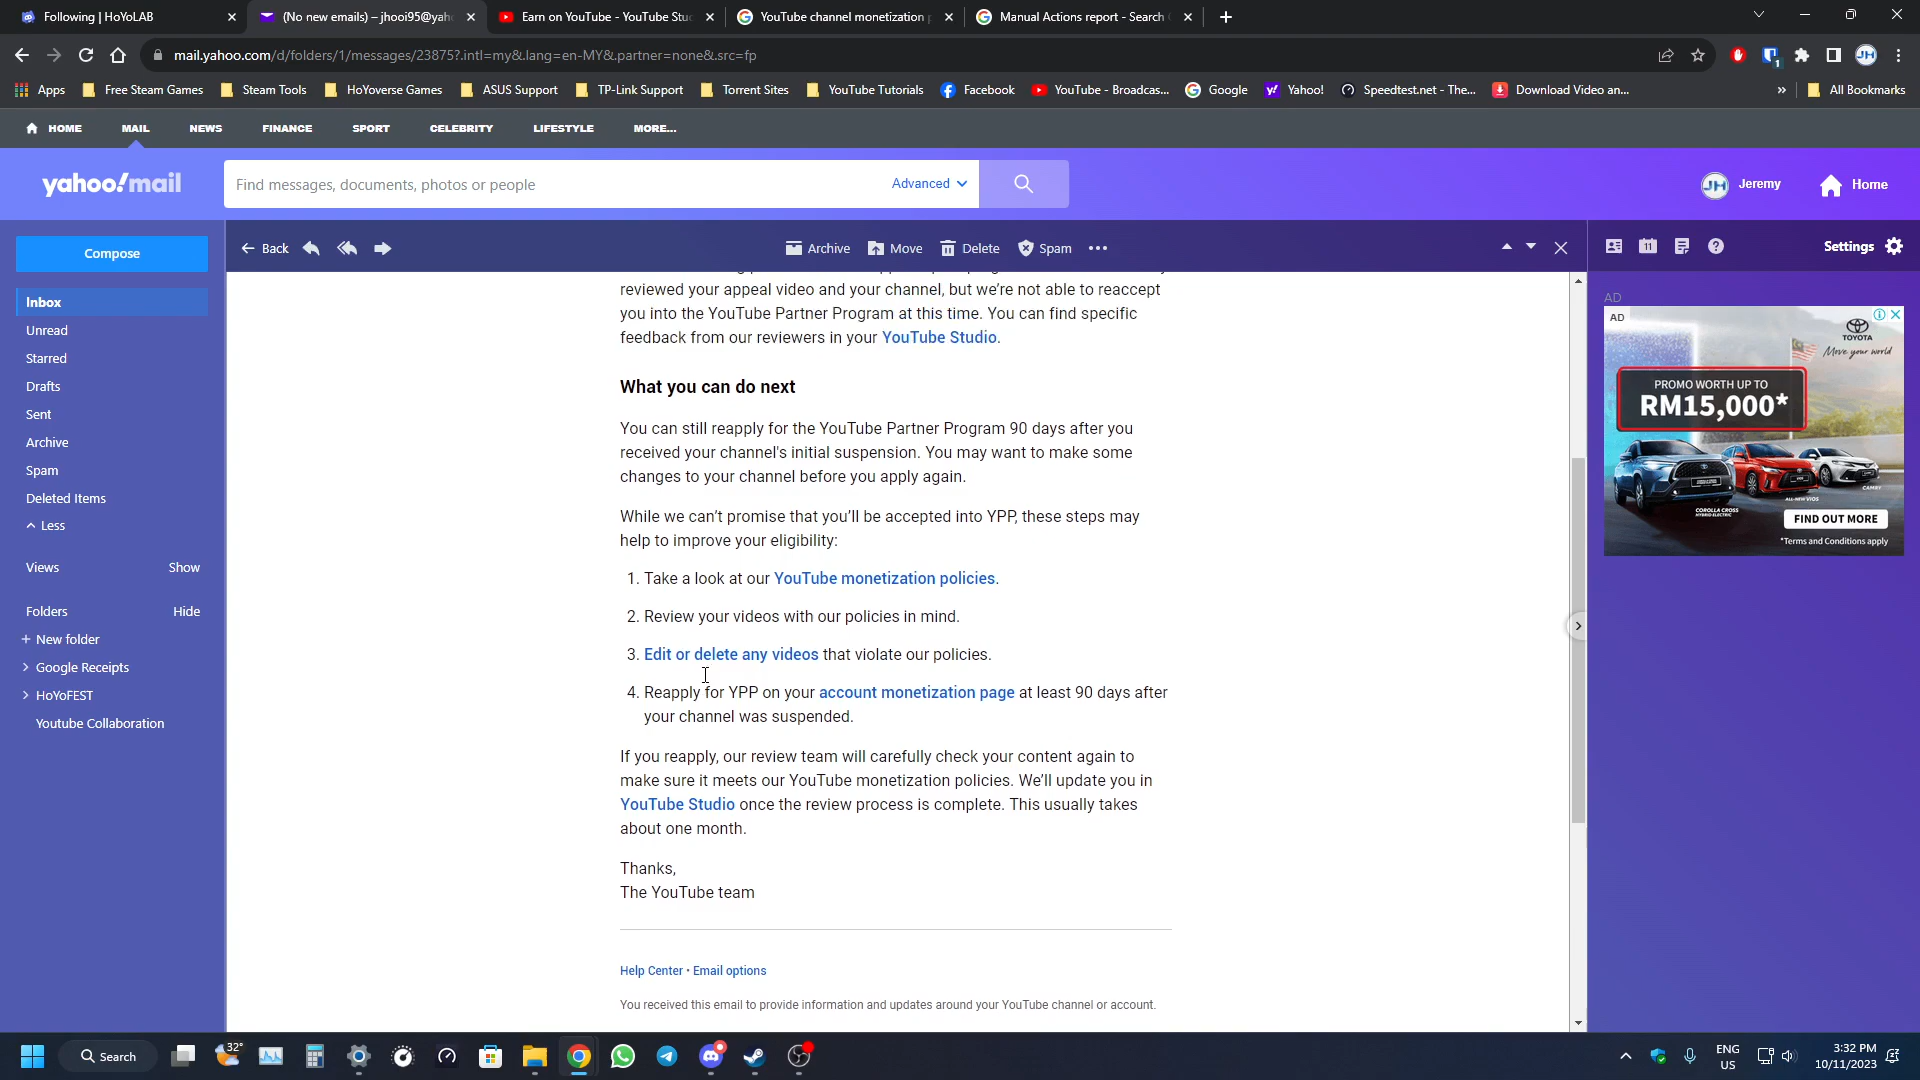 Following | HoYoLAB
(No new emails) – jhooi95@yah
Earn on YouTube - YouTube Stu
YouTube channel monetization p
Manual Actions report - Search
mail.yahoo.com/d/folders/1/messages/23875?.intl=my&.lang=en-MY&.partner=none&.src=fp
JH
Apps
Free Steam Games
Steam Tools
HoYoverse Games
ASUS Support
TP-Link Support
Torrent Sites
YouTube Tutorials
Facebook
YouTube - Broadcas...
Google
Yahoo!
Speedtest.net - The...
Download Video an...
»
All Bookmarks
HOME
MAIL
NEWS
FINANCE
SPORT
CELEBRITY
LIFESTYLE
MORE...
yahoo!mail
Find messages, documents, photos or people
Advanced
JH
Jeremy
Home
Compose
Back
Archive
Move
Delete
Spam
11
Settings
Inbox
Unread
Starred
Drafts
Sent
Archive
Spam
Deleted Items
Less
Views
Show
Folders
Hide
+ New folder
Google Receipts
HoYoFEST
Youtube Collaboration
reviewed your appeal video and your channel, but we're not able to reaccept
you into the YouTube Partner Program at this time. You can find specific
feedback from our reviewers in your YouTube Studio.
What you can do next
You can still reapply for the YouTube Partner Program 90 days after you
received your channel's initial suspension. You may want to make some
changes to your channel before you apply again.
While we can't promise that you'll be accepted into YPP, these steps may
help to improve your eligibility:
1. Take a look at our YouTube monetization policies.
2. Review your videos with our policies in mind.
3. Edit or delete any videos that violate our policies.
4. Reapply for YPP on your account monetization page at least 90 days after
your channel was suspended.
If you reapply, our review team will carefully check your content again to
make sure it meets our YouTube monetization policies. We'll update you in
YouTube Studio once the review process is complete. This usually takes
about one month.
Thanks,
The YouTube team
Help Center • Email options
You received this email to provide information and updates around your YouTube channel or account.
AD
AD
TOYOTA
Move your world
PROMO WORTH UP TO
RM15,000*
CAMRY
ALL-NEW VIOS
COROLLA CROSS
HYBRID ELECTRIC
FIND OUT MORE
*Terms and Conditions apply
Search
32°
ENG
US
3:32 PM
10/11/2023